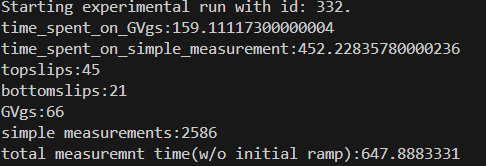 Starting experimental run with id: 332.
time_spent_on_GVgs:159.11117300000004
time_spent_on_simple_measurement:452.22835780000236
topslips:45
bottomslips:21
GVgs:66
simple measurements:2586
total measuremnt time(w/o initial ramp):647.8883331